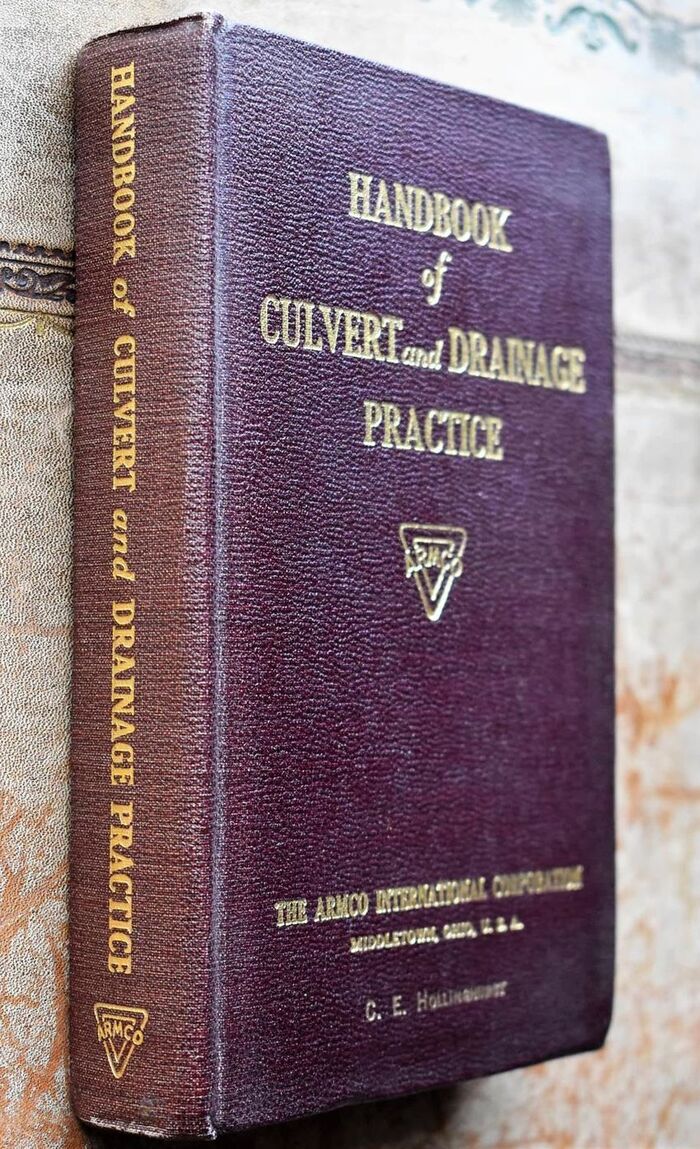 HANDBOOK of CULVERT and DRAINAGE PRACTICE
ARMCO
HANDBOOK
of
CULVERT and DRAINAGE
PRACTICE
ARMCO
THE ARMCO INTERNATIONAL CORPORATION
MIDDLETOWN, OHIO, U. S. A.
C. E. HOLLINGHURST